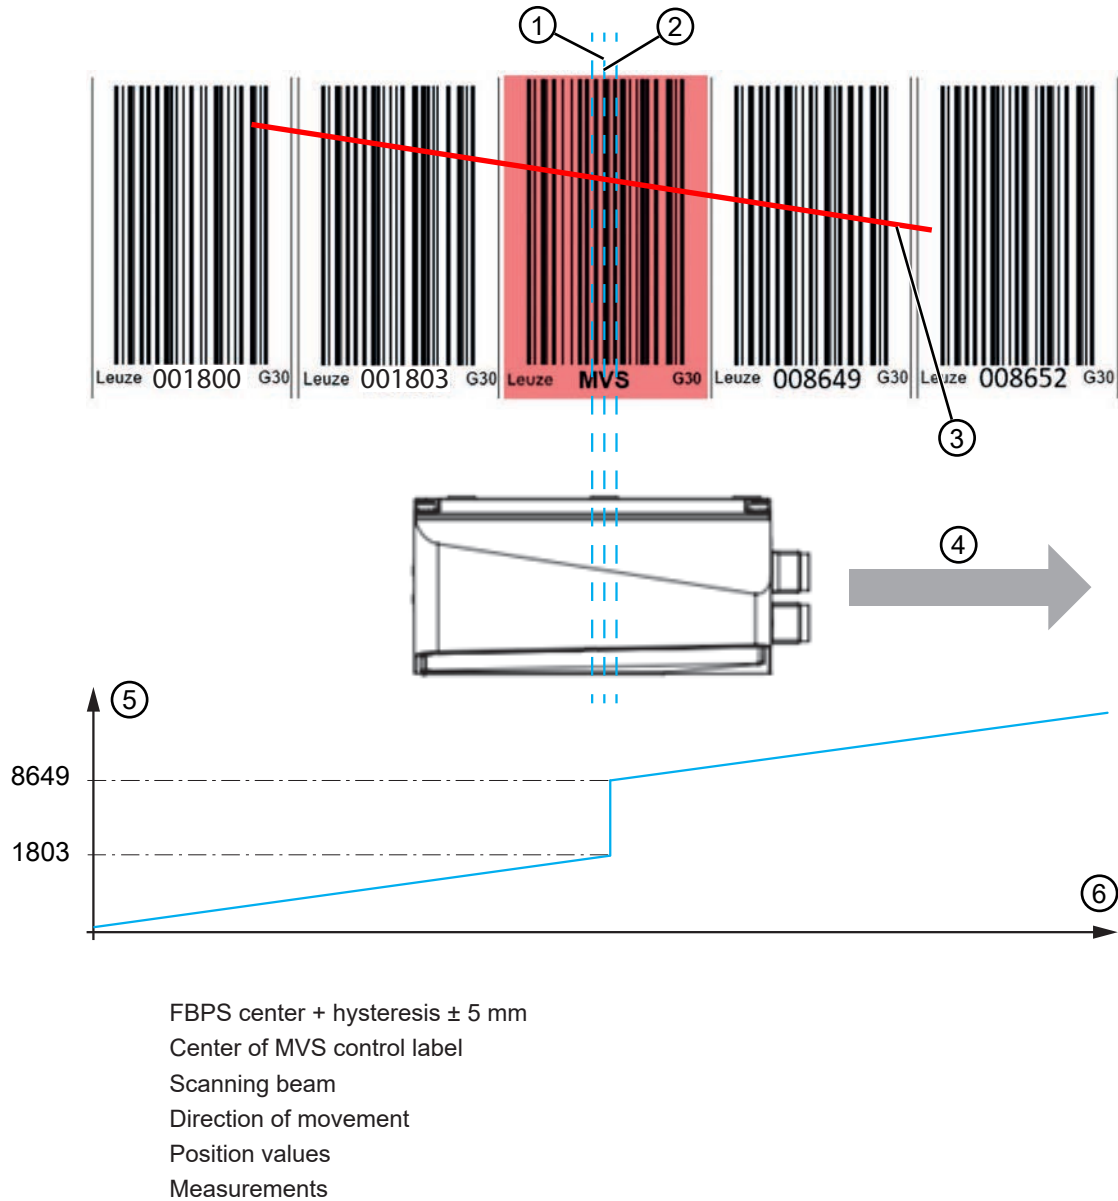 1 2
Leuze 001800 G30 Leuze 001803 G30 Leuze MVS G30 Leuze 008649 G30 Leuze 008652 G30
3
4
5
8649
1803
6
FBPS center + hysteresis ± 5 mm
Center of MVS control label
Scanning beam
Direction of movement
Position values
Measurements